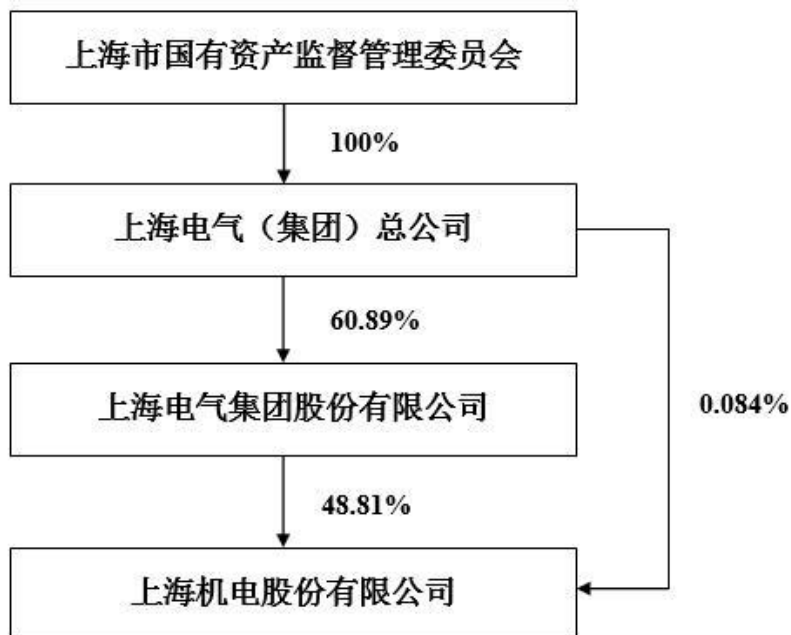 上海市国有资产监督管理委员会
100%
上海电气（集团）总公司
60.89%
上海电气集团股份有限公司
0.084%
48.81%
上海机电股份有限公司